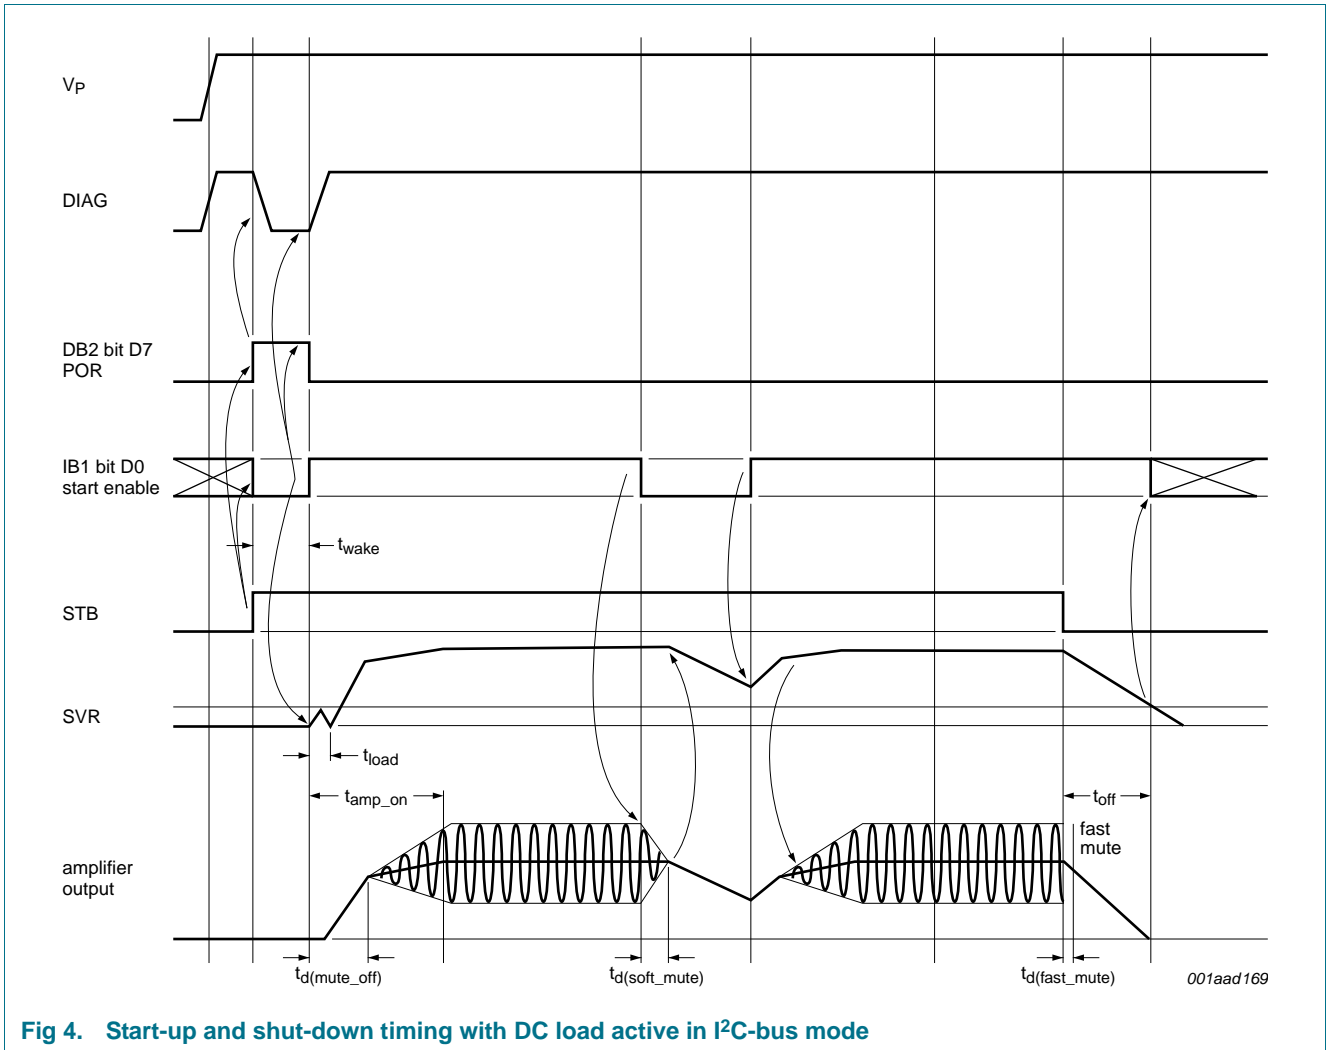 VP
DIAG
DB2 bit D7
POR
IB1 bit D0
start enable
twake
STB
SVR
tload
tamp_on
toff
fast
mute
amplifier
output
td(mute_off)
td(soft_mute)
td(fast_mute)
001aad169
Fig 4. Start-up and shut-down timing with DC load active in I²C-bus mode